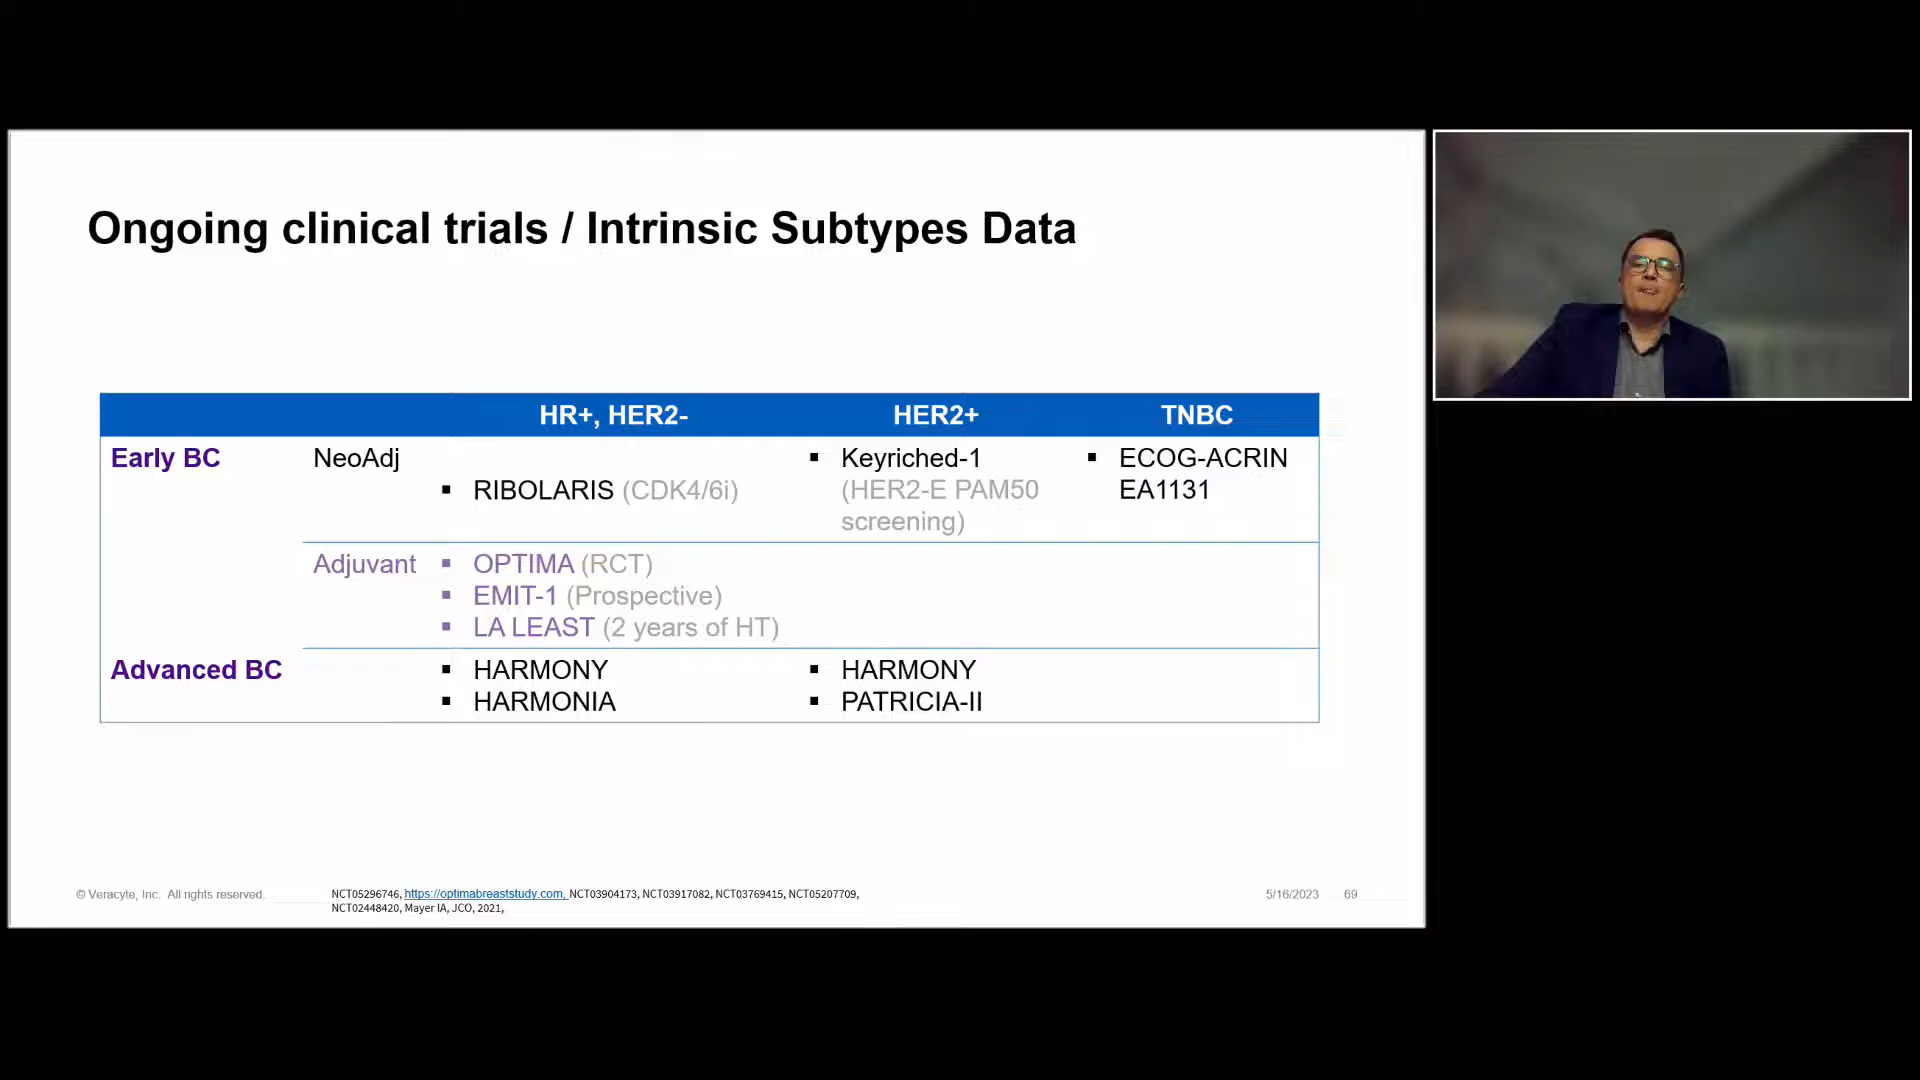 Ongoing clinical trials / Intrinsic Subtypes Data
HR+, HER2- HER2+ TNBC
Early BC NeoAdj ▪ Keyriched-1 ▪ ECOG-ACRIN
▪ RIBOLARIS (CDK4/6i) (HER2-E PAM50 EA1131
screening)
Adjuvant ▪ OPTIMA (RCT)
▪ EMIT-1 (Prospective)
▪ LA LEAST (2 years of HT)
Advanced BC ▪ HARMONY ▪ HARMONY
▪ HARMONIA ▪ PATRICIA-II
© Veracyte, Inc. All rights reserved. NCT05296746, https://optimabreaststudy.com, NCT03904173, NCT03917082, NCT03769415, NCT05207709, 5/16/2023 69
NCT02448420, Mayer IA, JCO, 2021,